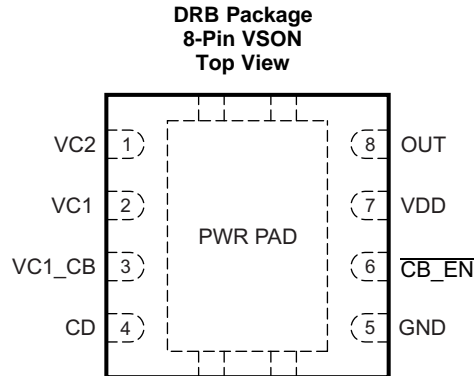 DRB Package
8-Pin VSON
Top View
VC2 1 8 OUT
VC1 2 7 VDD
PWR PAD
VC1_CB 3 6 CB_EN
CD 4 5 GND